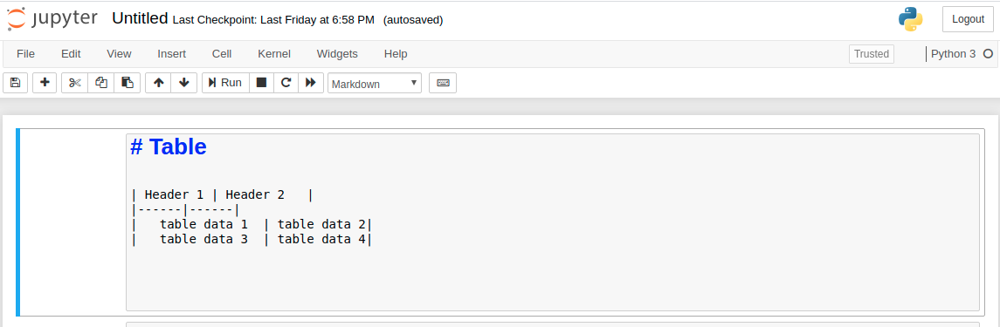 jupyter Untitled Last Checkpoint: Last Friday at 6:58 PM (autosaved) Logout
File Edit View Insert Cell Kernel Widgets Help Trusted Python 3
Run Markdown
# Table
| Header 1 | Header 2   |
|------|------|
|   table data 1  | table data 2|
|   table data 3  | table data 4|